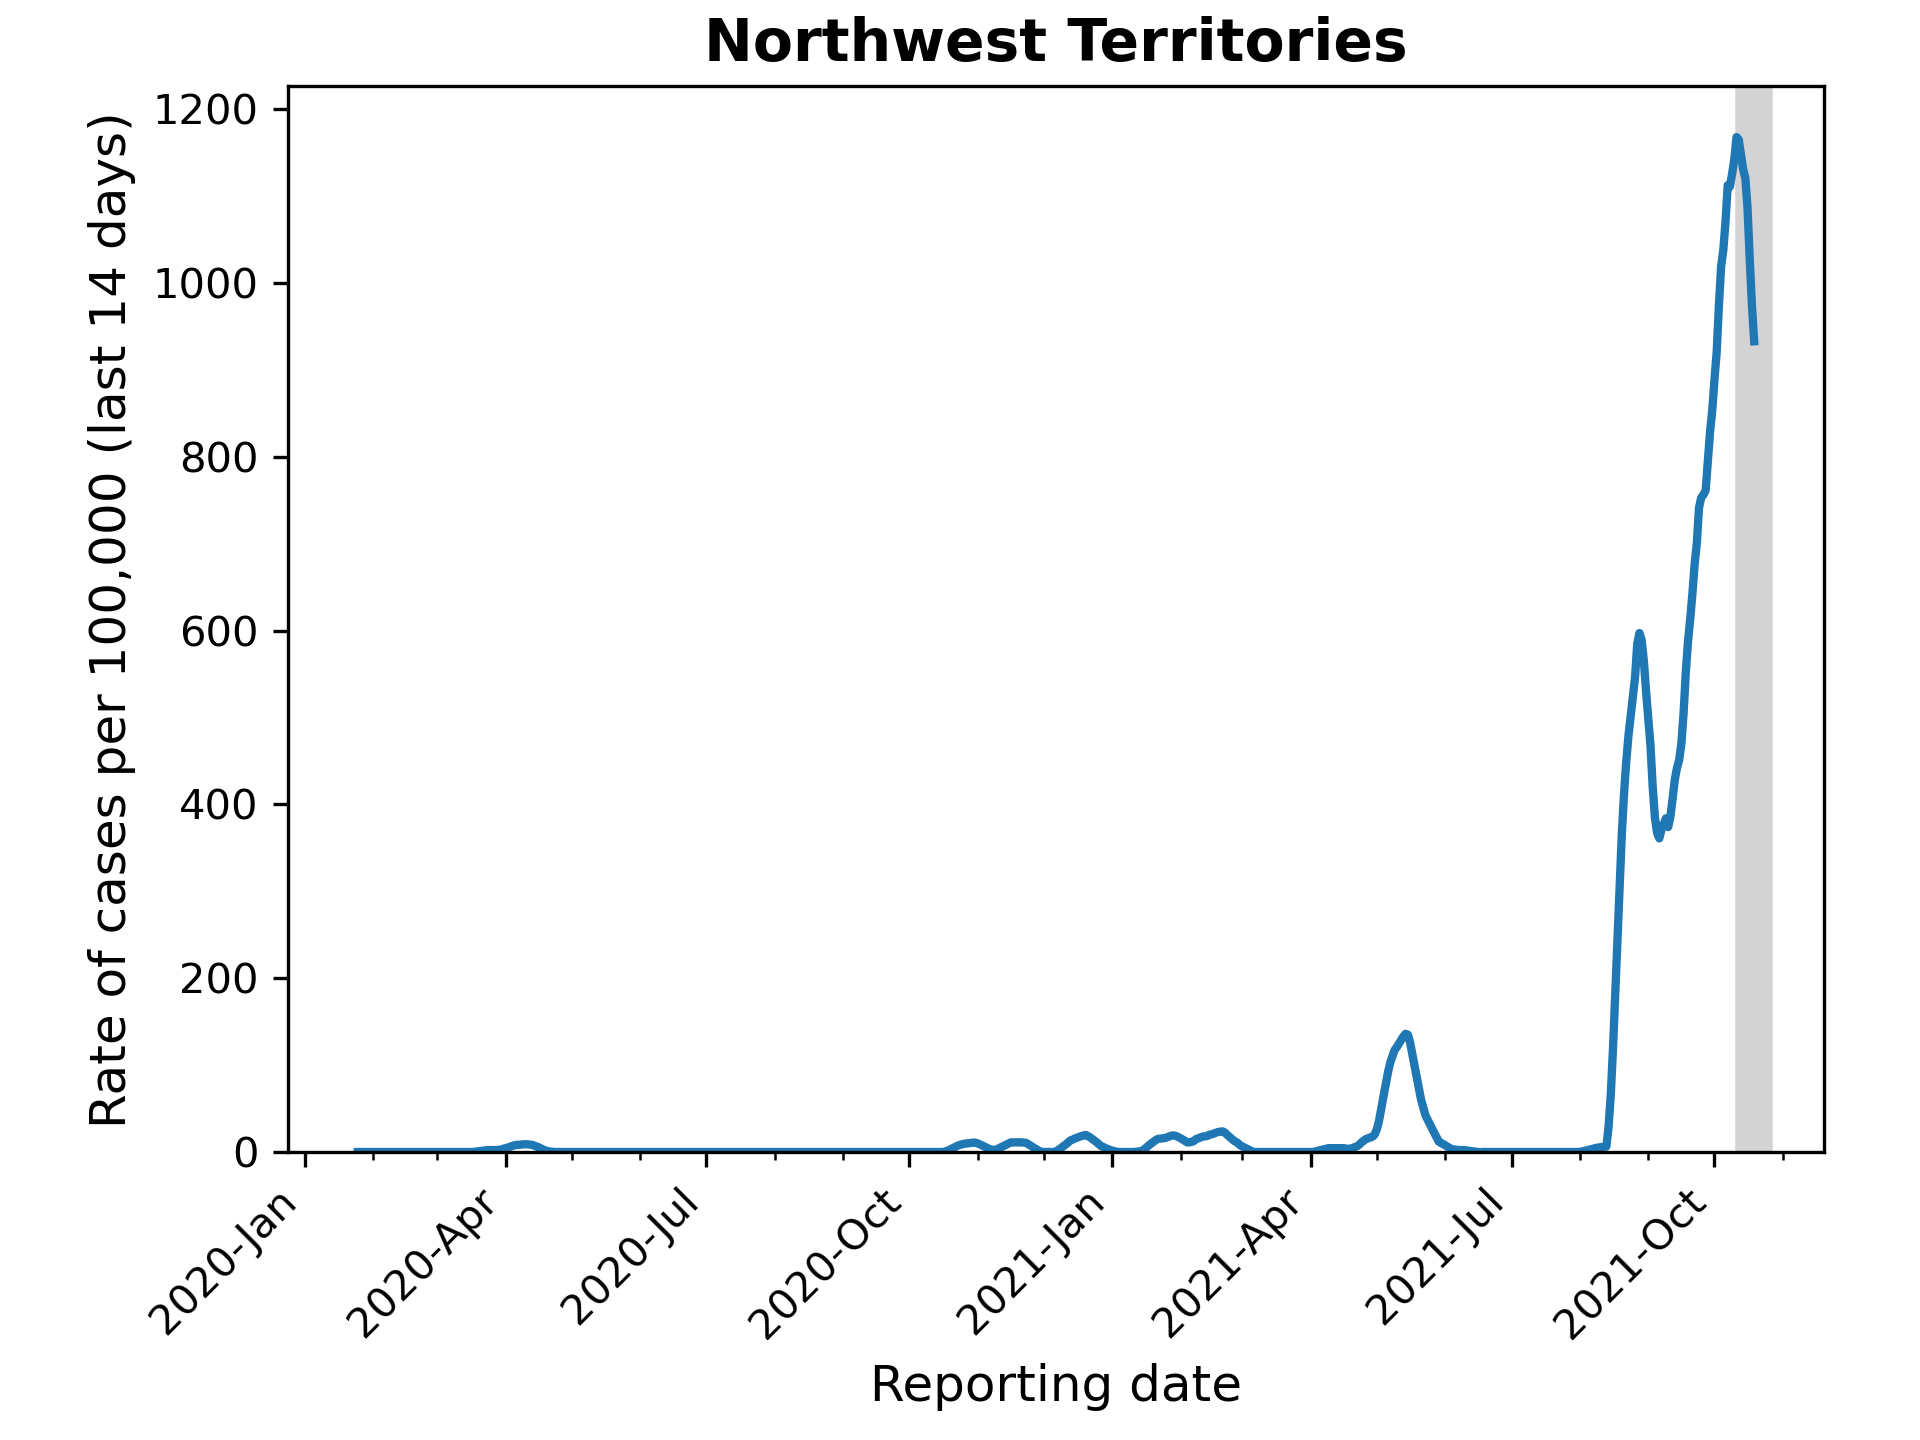 Northwest Territories
Rate of cases per 100,000 (last 14 days)
1200
1000
800
600
400
200
0
2020-Jan
2020-Apr
2020-Jul
2020-Oct
2021-Jan
2021-Apr
2021-Jul
2021-Oct
Reporting date